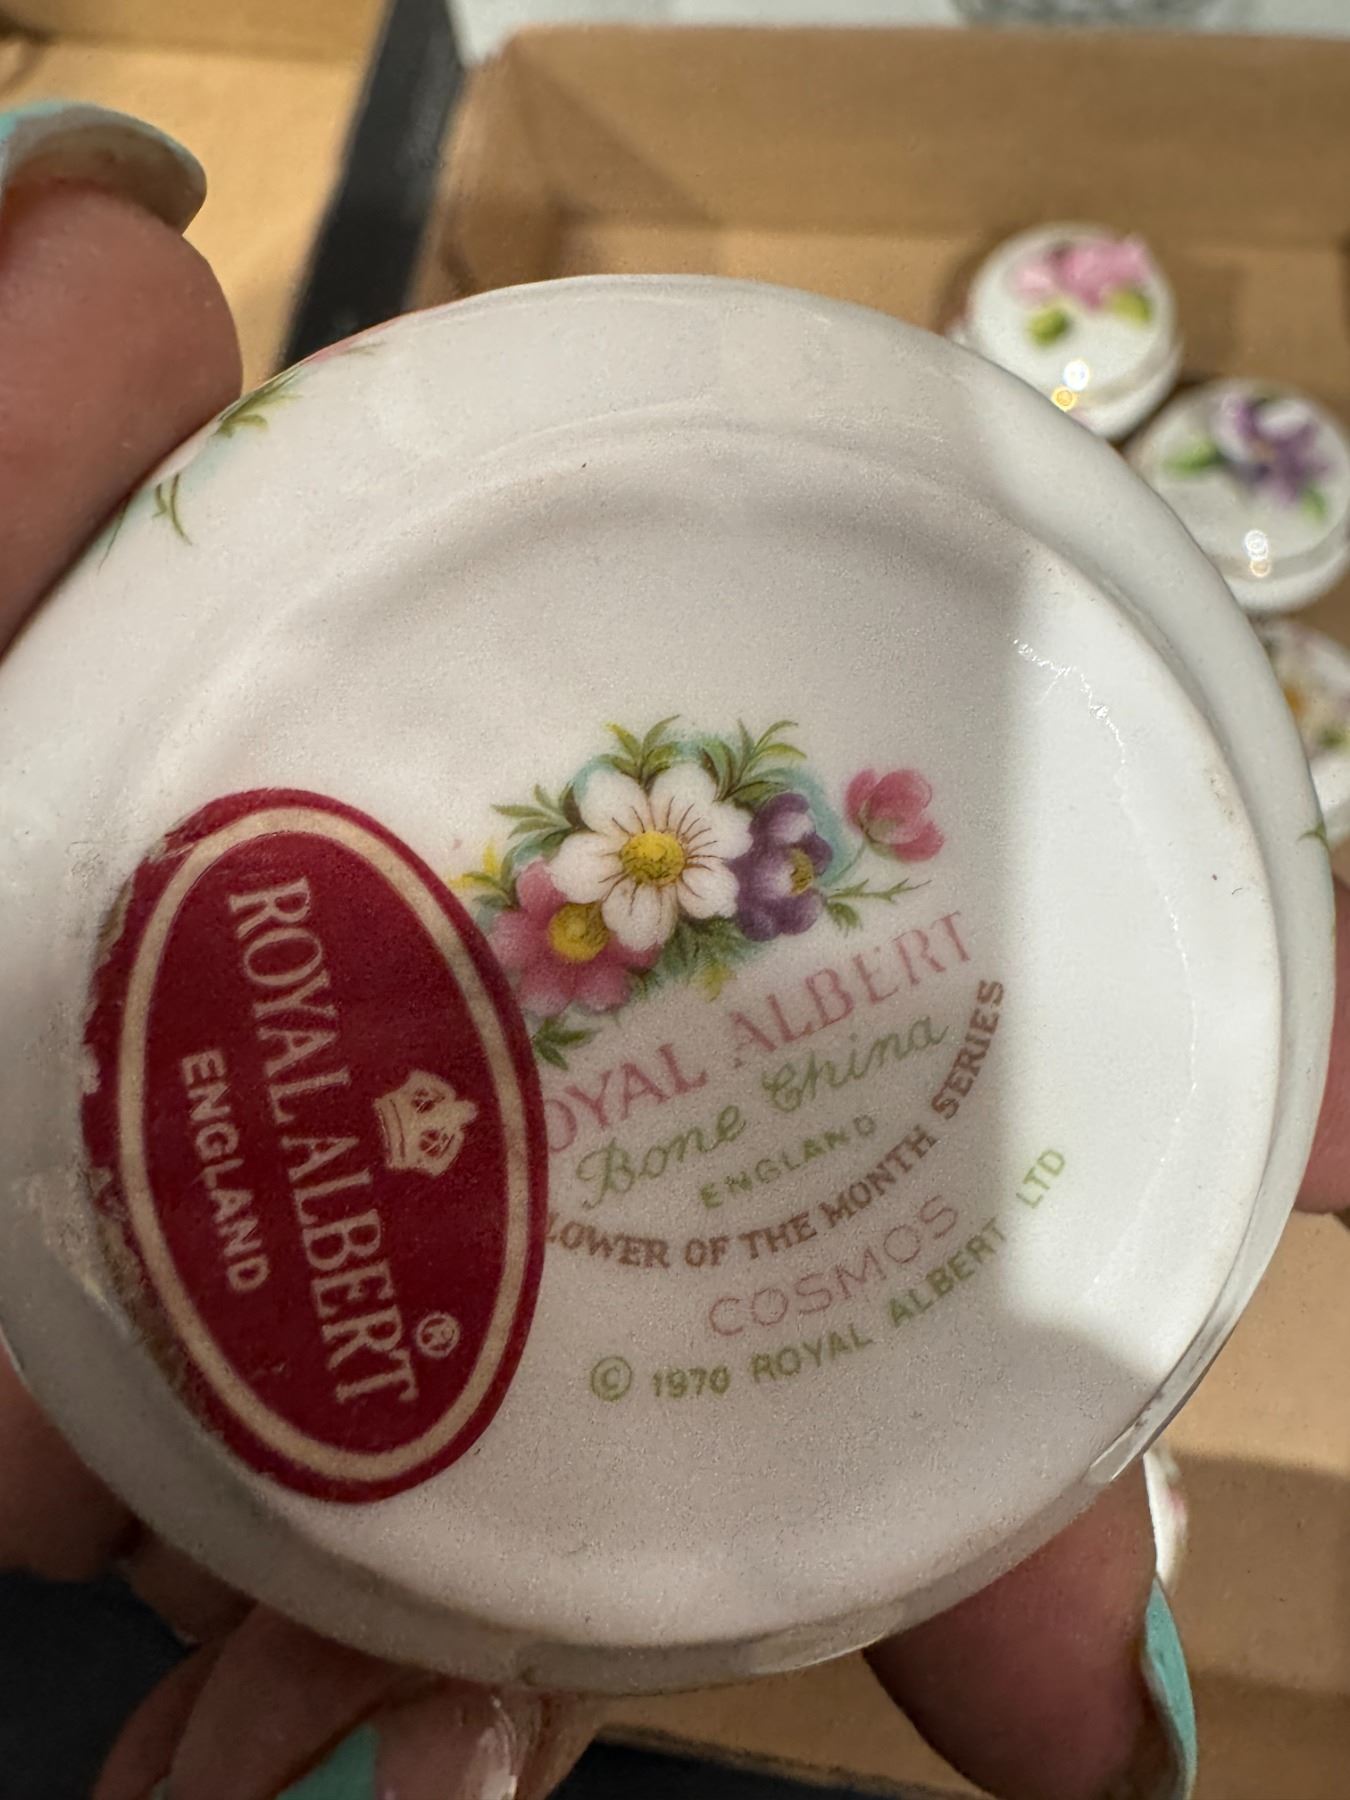 ROYAL ALBERT®
ENGLAND
OYAL ALBERT
Bone China
ENGLAND
LOWER OF THE MONTH SERIES
COSMOS
© 1970 ROYAL ALBERT LTD